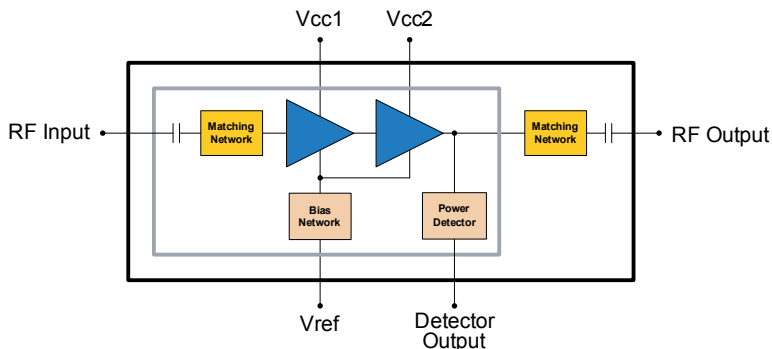 Vcc1
Vcc2
RF Input
Matching
Network
Matching
Network
RF Output
Bias
Network
Power
Detector
Vref
Detector
Output